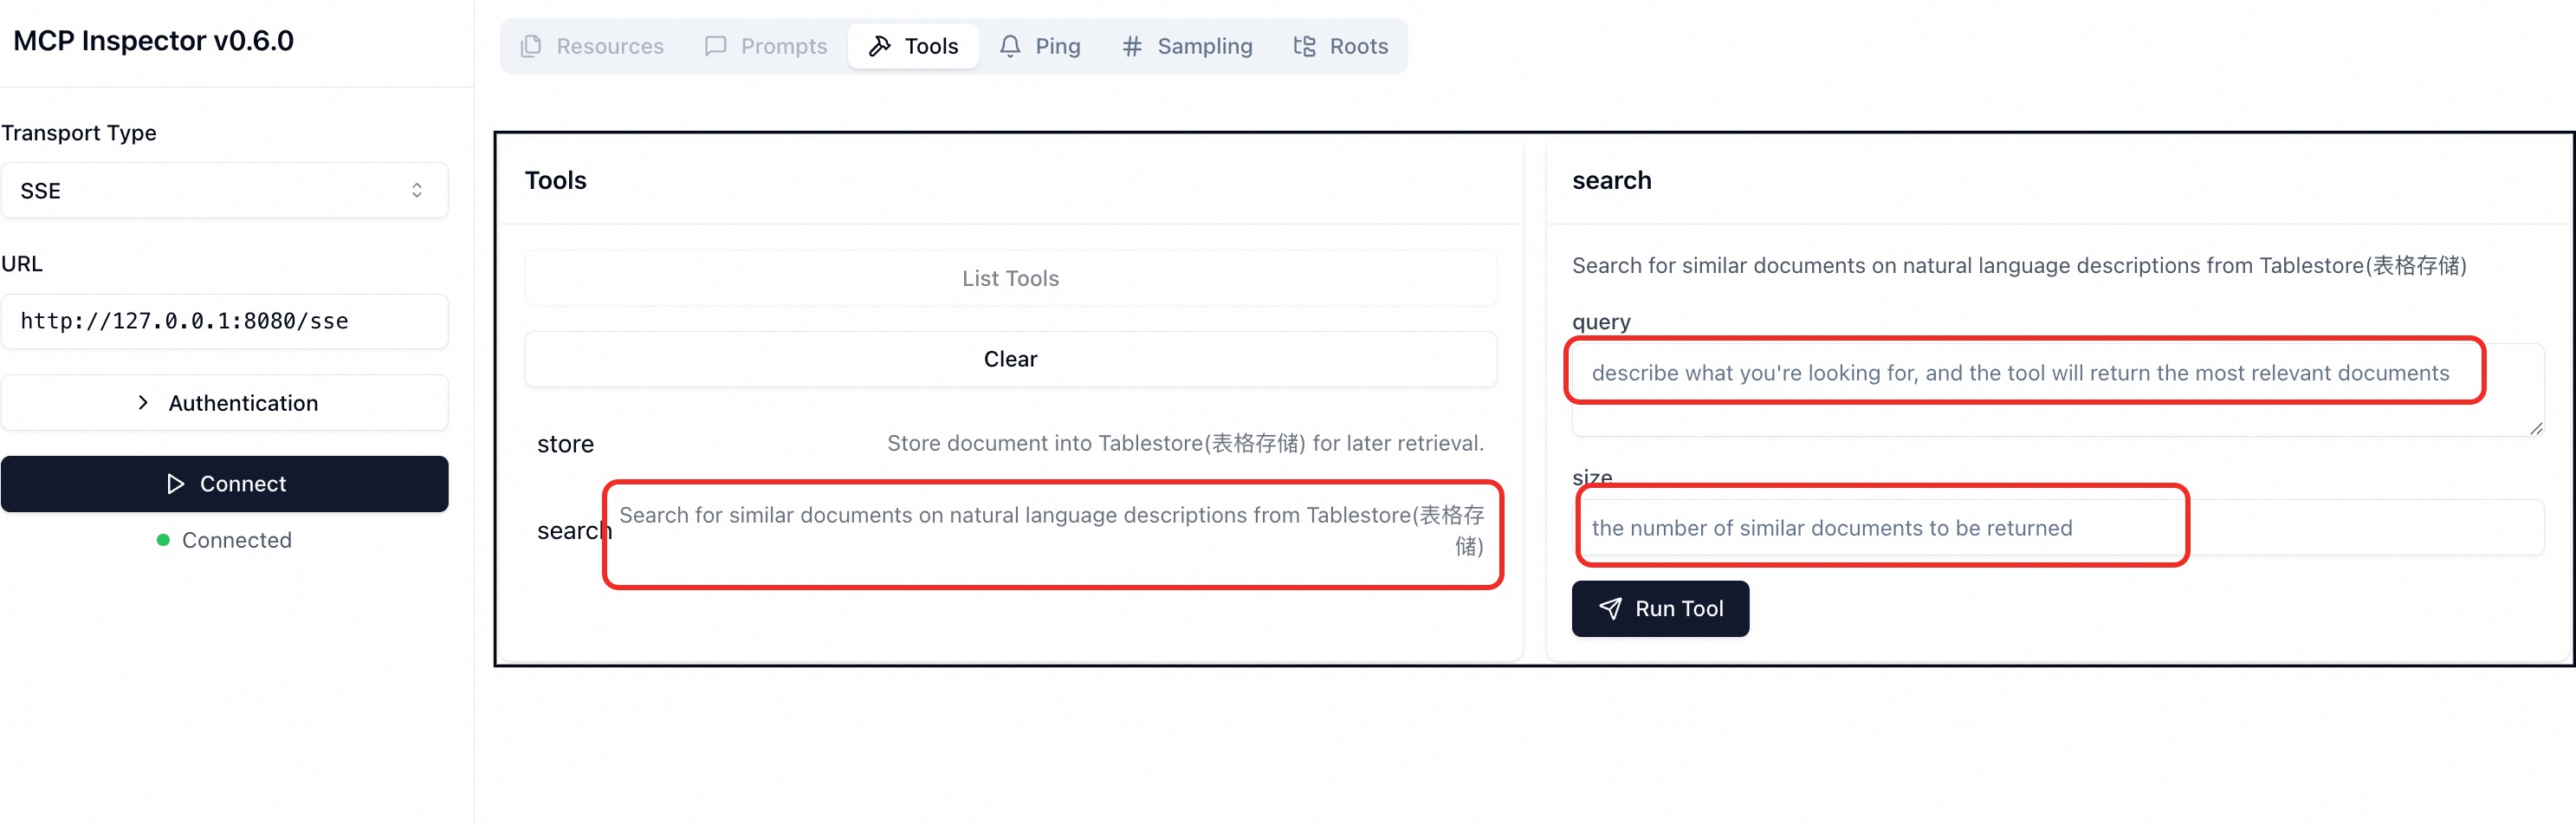 MCP Inspector v0.6.0
Transport Type
SSE
URL
http://127.0.0.1:8080/sse
Authentication
Connect
Connected
Resources
Prompts
Tools
Ping
Sampling
Roots
Tools
List Tools
Clear
store
Store document into Tablestore(表格存储) for later retrieval.
search
Search for similar documents on natural language descriptions from Tablestore(表格存
储)
search
Search for similar documents on natural language descriptions from Tablestore(表格存储)
query
describe what you're looking for, and the tool will return the most relevant documents
size
the number of similar documents to be returned
Run Tool